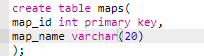 create table maps(
map_id int primary key,
map_name varchar(20)
);